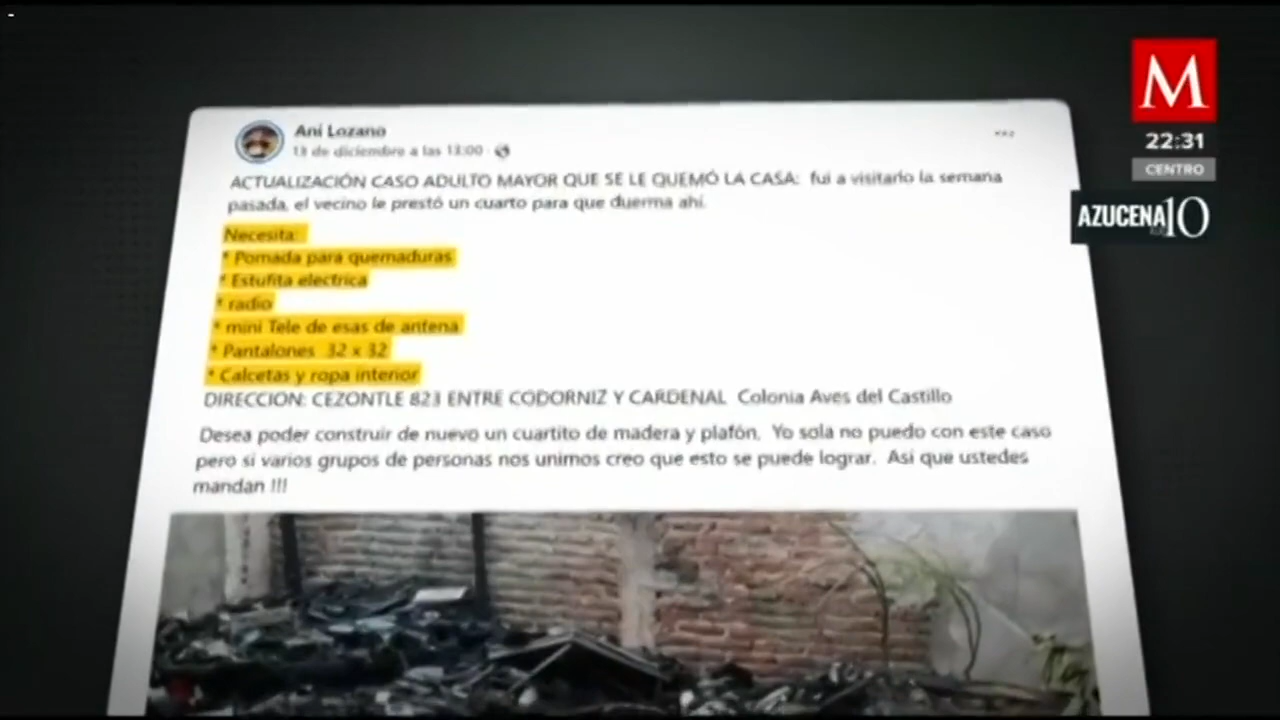 Ani Lozano
13 de diciembre a las 13:00
ACTUALIZACIÓN CASO ADULTO MAYOR QUE SE LE QUEMÓ LA CASA: fui a visitarlo la semana
pasada, el vecino le prestó un cuarto para que duerma ahí.
Necesita:
* Pomada para quemaduras
* Estufita electrica
* radio
* mini Tele de esas de antena
* Pantalones 32 x 32
* Calcetas y ropa interior
DIRECCION: CEZONTLE 823 ENTRE CODORNIZ Y CARDENAL Colonia Aves del Castillo
Desea poder construir de nuevo un cuartito de madera y plafón. Yo sola no puedo con este caso
pero si varios grupos de personas nos unimos creo que esto se puede lograr. Asi que ustedes
mandan !!!
M
22:31
CENTRO
AZUCENA 10